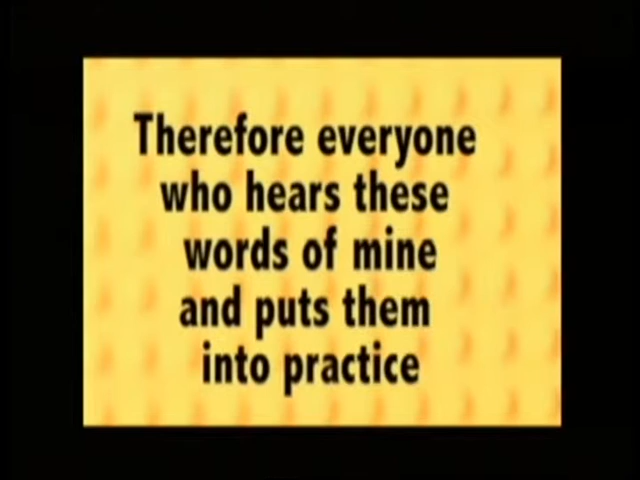 Therefore everyone
who hears these
words of mine
and puts them
into practice